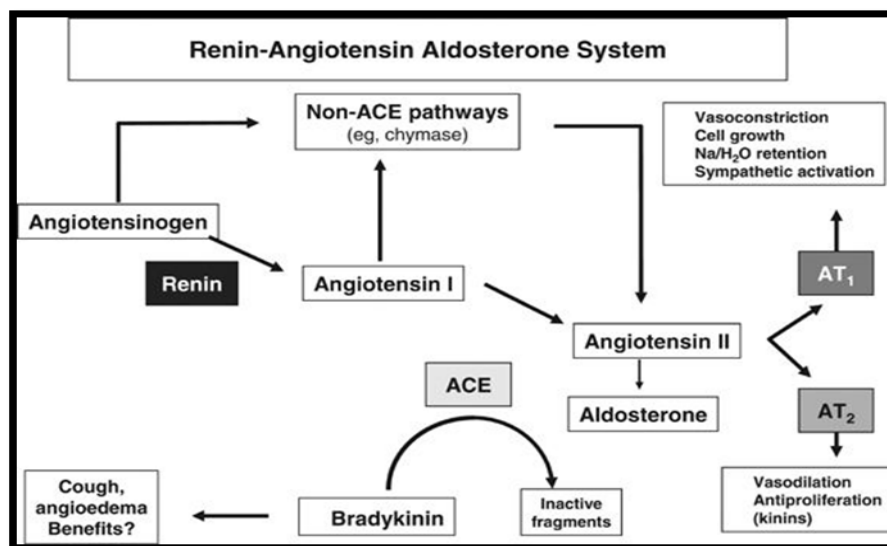 Renin-Angiotensin Aldosterone System
Non-ACE pathways
(eg, chymase)
Vasoconstriction
Cell growth
Na/H₂O retention
Sympathetic activation
Angiotensinogen
Renin
Angiotensin I
AT₁
Angiotensin II
ACE
Aldosterone
AT₂
Cough,
angioedema
Benefits?
Bradykinin
Inactive
fragments
Vasodilation
Antiproliferation
(kinins)